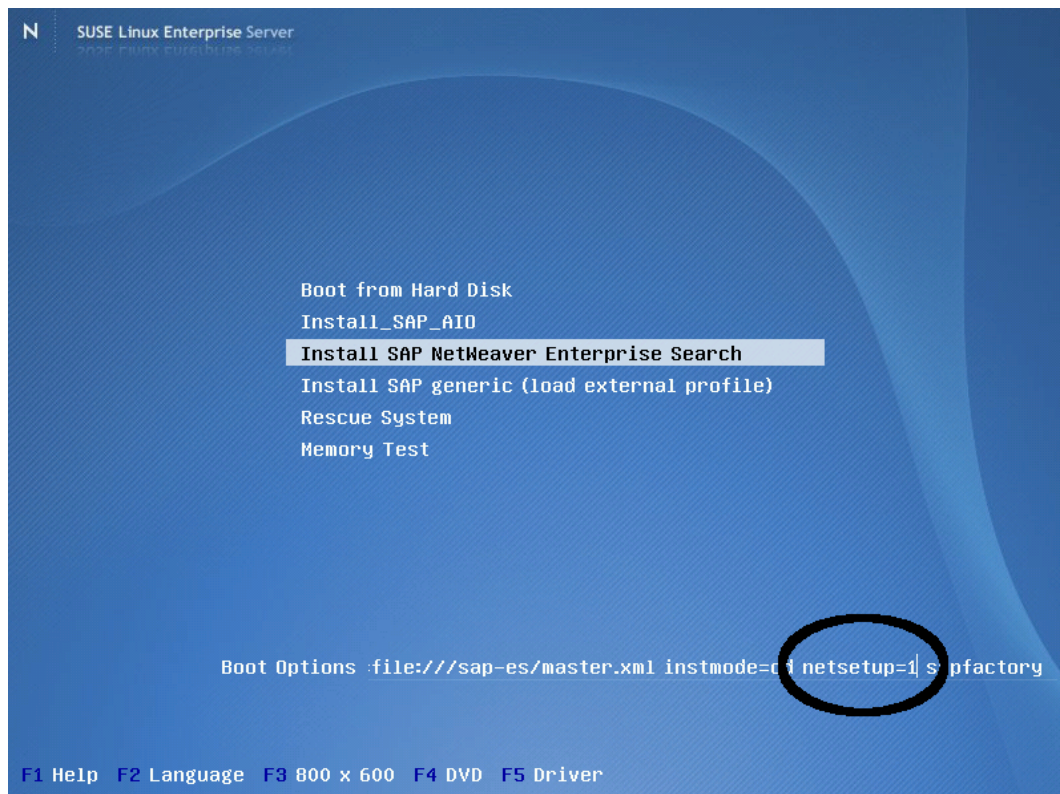 N SUSE Linux Enterprise Server
Boot from Hard Disk
Install_SAP_AIO
Install SAP NetWeaver Enterprise Search
Install SAP generic (load external profile)
Rescue System
Memory Test
Boot Options :file:///sap-es/master.xml instmode=cd netsetup=1 sapfactory
F1 Help F2 Language F3 800 x 600 F4 DVD F5 Driver